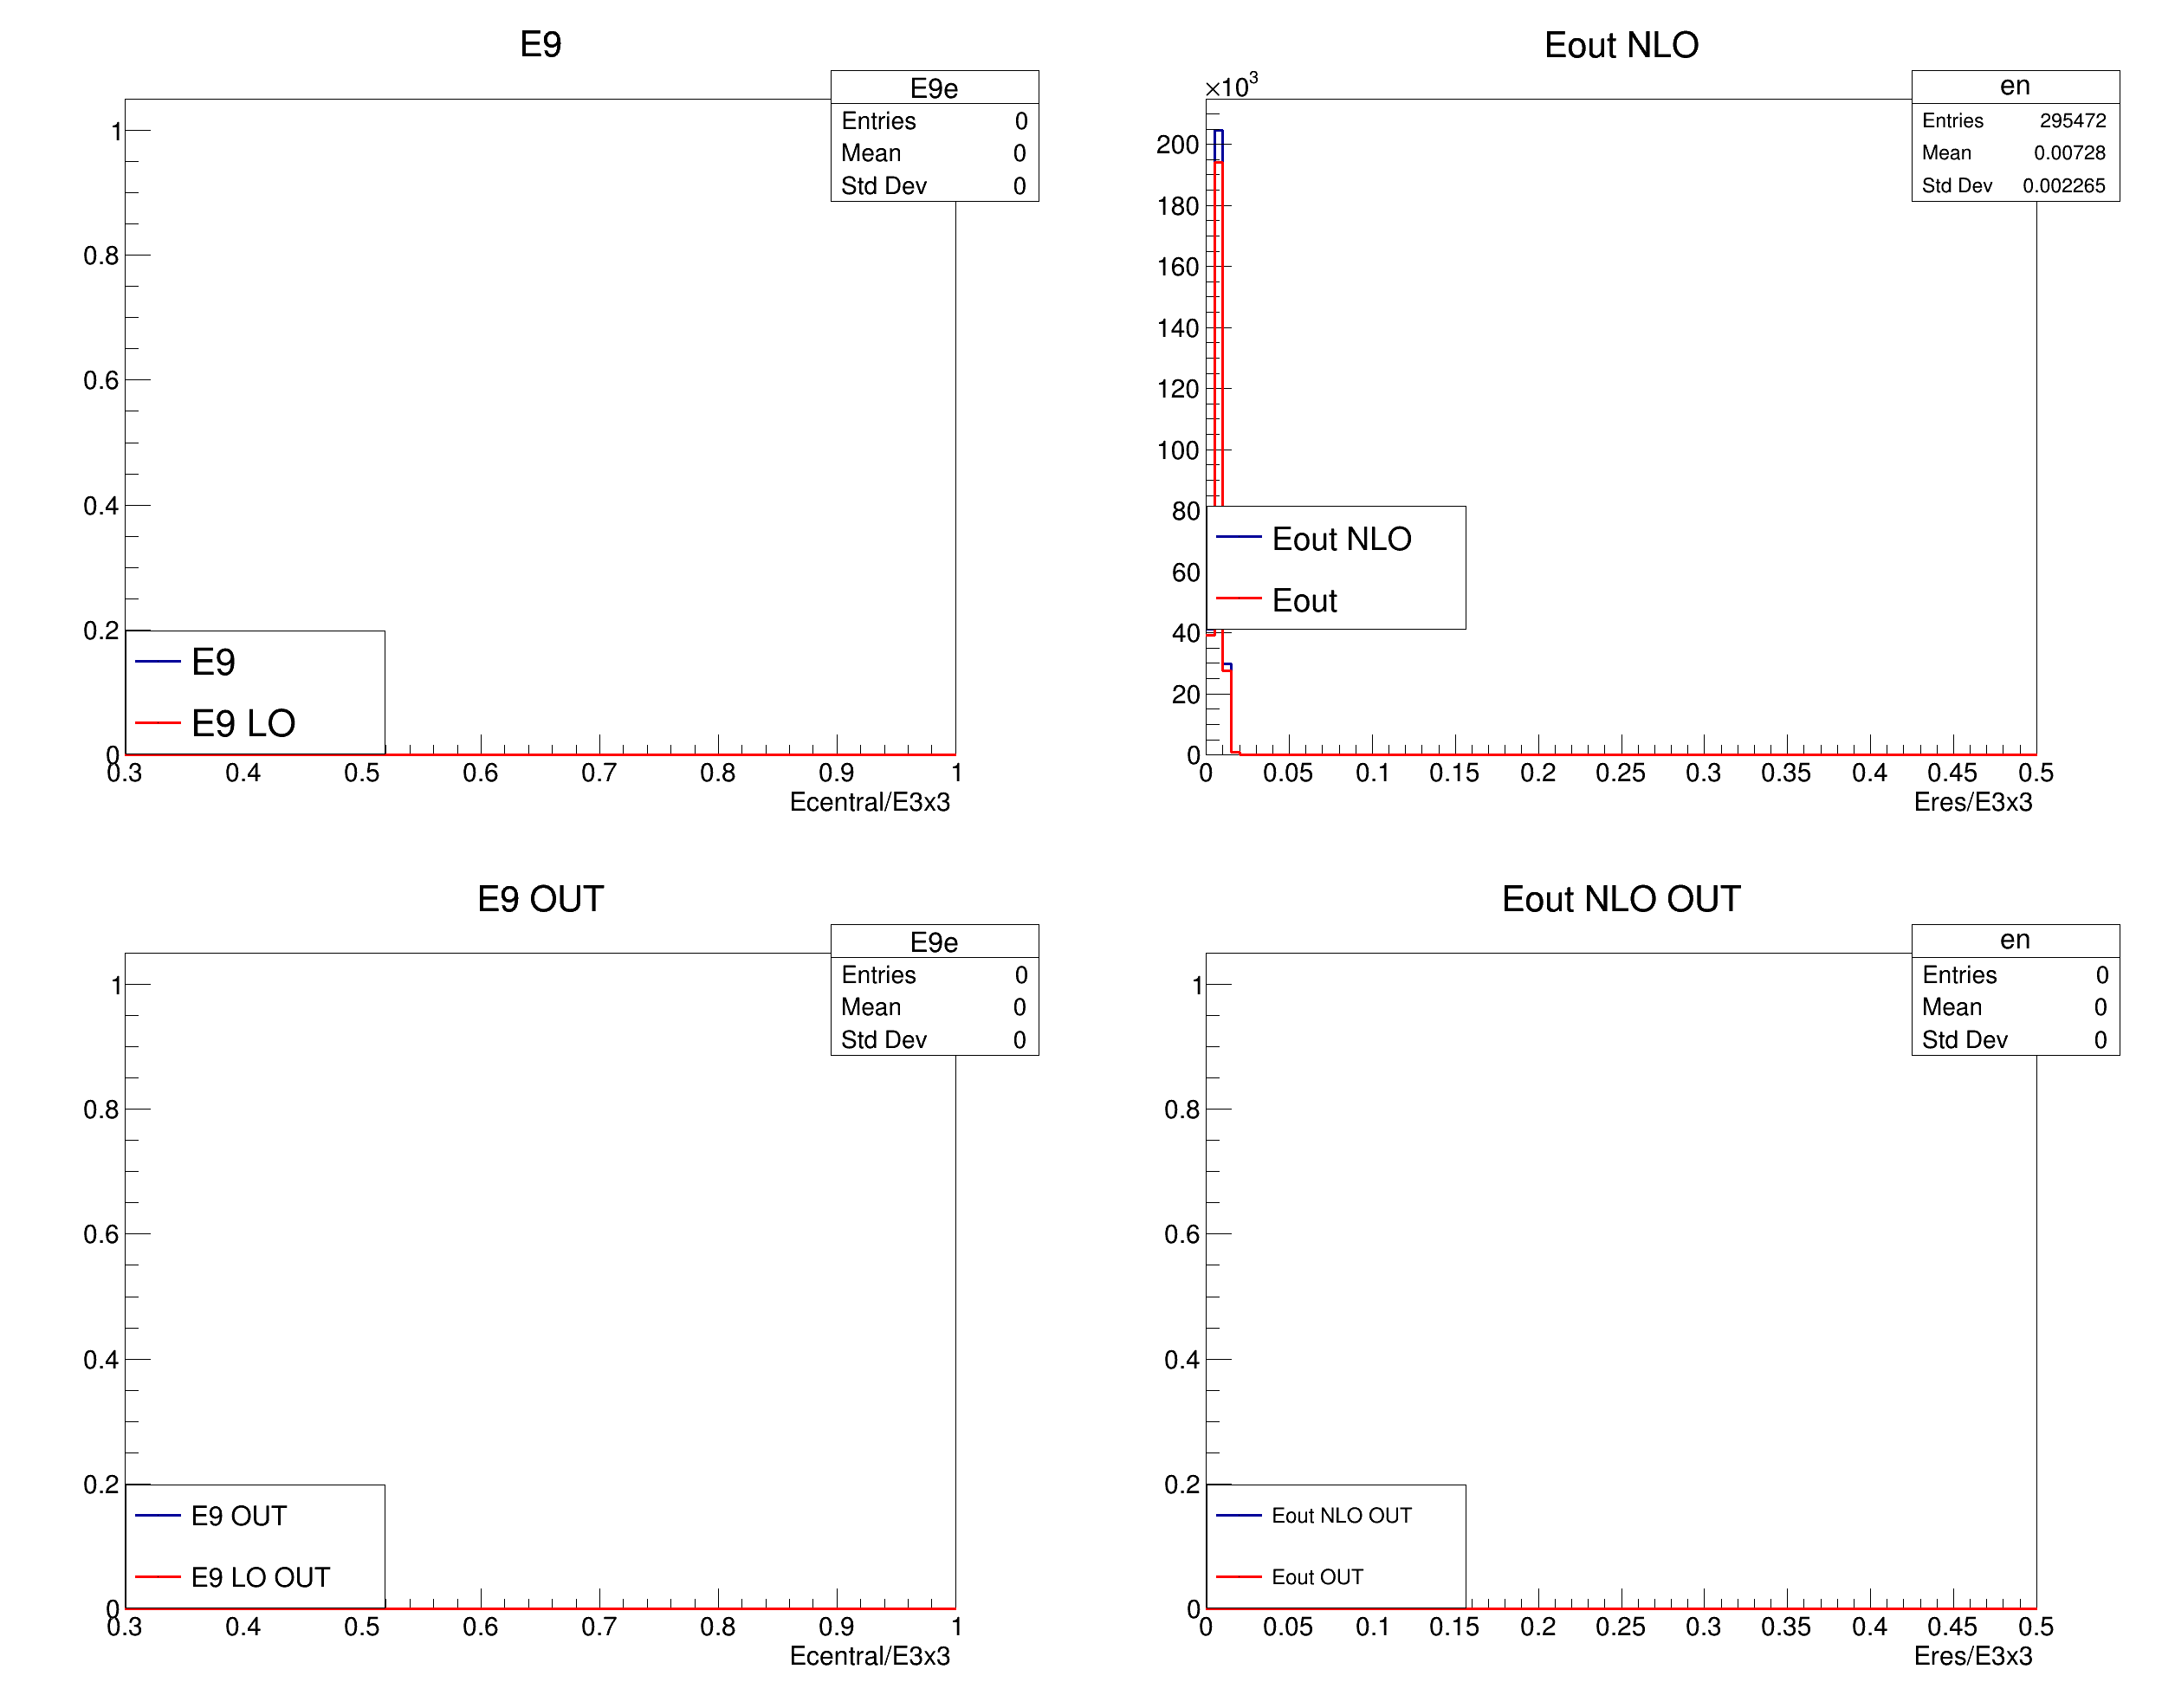 E9
E9e
Entries 0
Mean 0
Std Dev 0
1
0.8
0.6
0.4
0.2
0
E9
E9 LO
0.3 0.4 0.5 0.6 0.7 0.8 0.9 1
Ecentral/E3x3
Eout NLO
×10³
en
Entries 295472
Mean 0.00728
Std Dev 0.002265
200
180
160
140
120
100
80
60
40
20
0
Eout NLO
Eout
0 0.05 0.1 0.15 0.2 0.25 0.3 0.35 0.4 0.45 0.5
Eres/E3x3
E9 OUT
E9e
Entries 0
Mean 0
Std Dev 0
1
0.8
0.6
0.4
0.2
0
E9 OUT
E9 LO OUT
0.3 0.4 0.5 0.6 0.7 0.8 0.9 1
Ecentral/E3x3
Eout NLO OUT
en
Entries 0
Mean 0
Std Dev 0
1
0.8
0.6
0.4
0.2
0
Eout NLO OUT
Eout OUT
0 0.05 0.1 0.15 0.2 0.25 0.3 0.35 0.4 0.45 0.5
Eres/E3x3